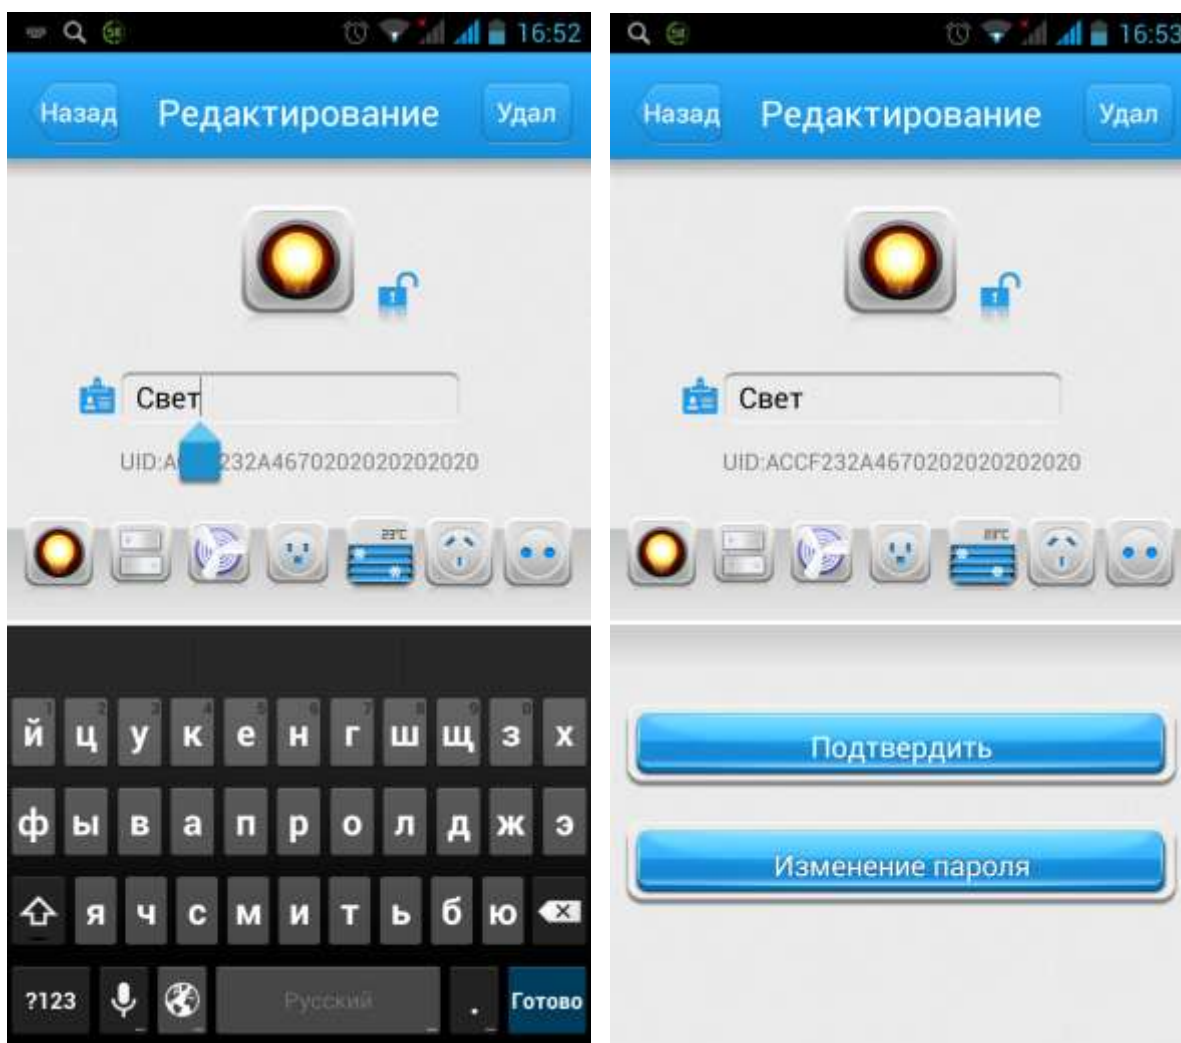 16:52
Назад Редактирование Удал
Свет
232A4670202020202020
23°C
й ц у к е н г ш щ з х
ф ы в а п р о л д ж э
я ч с м и т ь б ю
?123 Русский . Готово
16:53
Назад Редактирование Удал
Свет
UID:ACCF232A4670202020202020
Подтвердить
Изменение пароля